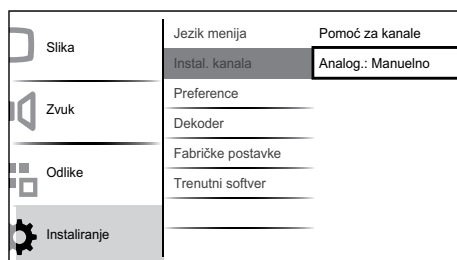 Slika
Zvuk
Odlike
Instaliranje
Jezik menija
Instal. kanala
Preference
Dekoder
Fabričke postavke
Trenutni softver
Pomoć za kanale
Analog.: Manuelno